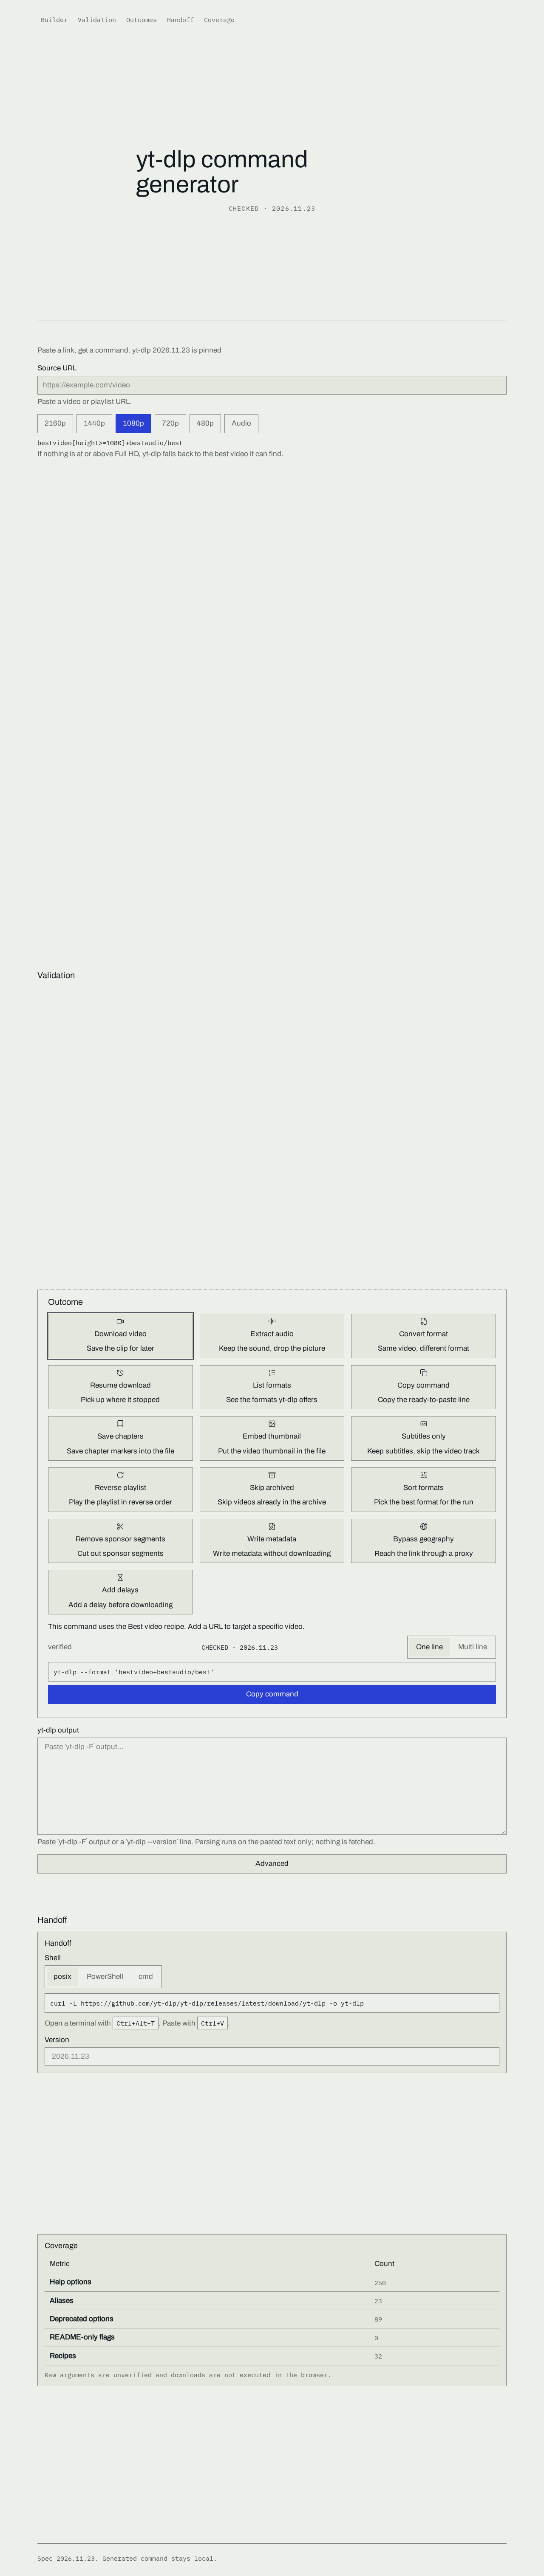 Builder Validation Outcomes Handoff Coverage
yt-dlp command
generator
CHECKED · 2026.11.23
Paste a link, get a command. yt-dlp 2026.11.23 is pinned
Source URL
https://example.com/video
Paste a video or playlist URL.
2160p 1440p 1080p 720p 480p Audio
bestvideo[height>=1080]+bestaudio/best
If nothing is at or above Full HD, yt-dlp falls back to the best video it can find.
Validation
Outcome
Download video
Save the clip for later
Extract audio
Keep the sound, drop the picture
Convert format
Same video, different format
Resume download
Pick up where it stopped
List formats
See the formats yt-dlp offers
Copy command
Copy the ready-to-paste line
Save chapters
Save chapter markers into the file
Embed thumbnail
Put the video thumbnail in the file
Subtitles only
Keep subtitles, skip the video track
Reverse playlist
Play the playlist in reverse order
Skip archived
Skip videos already in the archive
Sort formats
Pick the best format for the run
Remove sponsor segments
Cut out sponsor segments
Write metadata
Write metadata without downloading
Bypass geography
Reach the link through a proxy
Add delays
Add a delay before downloading
This command uses the Best video recipe. Add a URL to target a specific video.
verified CHECKED · 2026.11.23 One line Multi line
yt-dlp --format 'bestvideo+bestaudio/best'
Copy command
yt-dlp output
Paste `yt-dlp -F` output...
Paste `yt-dlp -F` output or a `yt-dlp --version` line. Parsing runs on the pasted text only; nothing is fetched.
Advanced
Handoff
Handoff
Shell
posix PowerShell cmd
curl -L https://github.com/yt-dlp/yt-dlp/releases/latest/download/yt-dlp -o yt-dlp
Open a terminal with Ctrl+Alt+T. Paste with Ctrl+V.
Version
2026.11.23
Coverage
Metric Count
Help options 250
Aliases 23
Deprecated options 89
README-only flags 0
Recipes 32
Raw arguments are unverified and downloads are not executed in the browser.
Spec 2026.11.23. Generated command stays local.